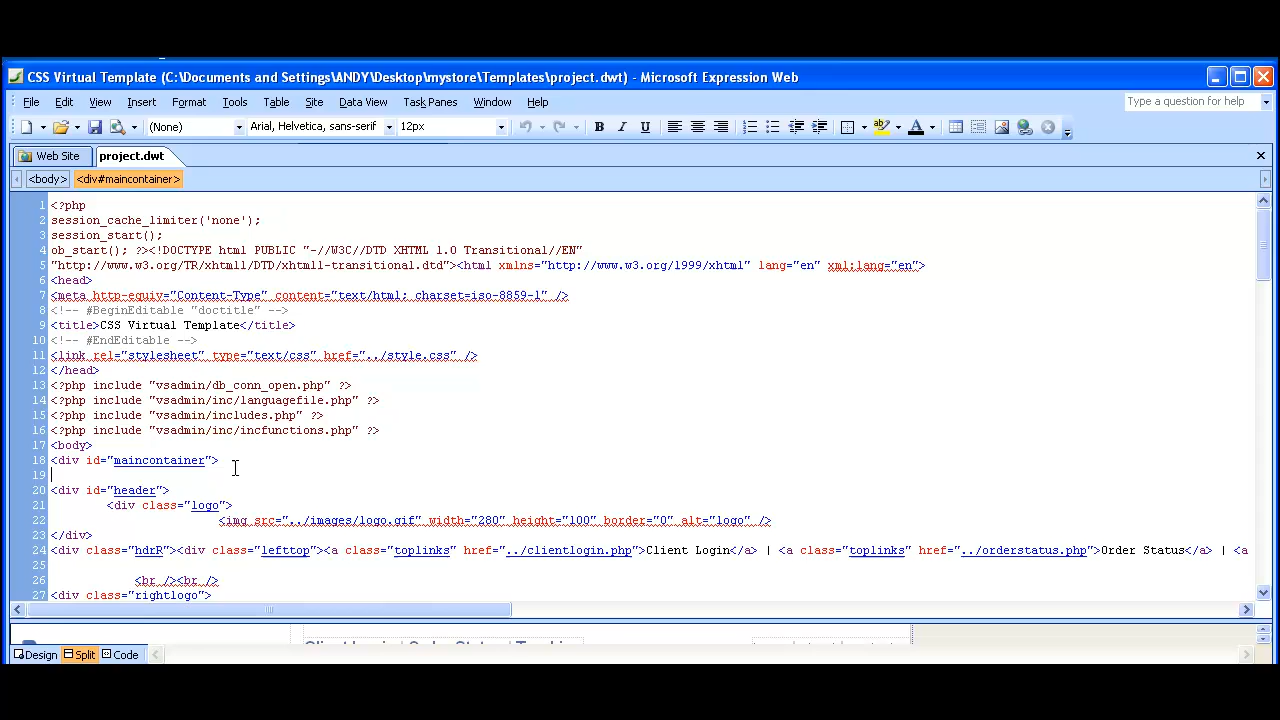 CSS Virtual Template (C:\Documents and Settings\ANDY\Desktop\mystore\Templates\project.dwt) - Microsoft Expression Web
File Edit View Insert Format Tools Table Site Data View Task Panes Window Help Type a question for help
(None) Arial, Helvetica, sans-serif 12px B I U A
Web Site project.dwt
<body> <div#maincontainer>
1 <?php
2 session_cache_limiter('none');
3 session_start();
4 ob_start(); ?><!DOCTYPE html PUBLIC "-//W3C//DTD XHTML 1.0 Transitional//EN"
5 "http://www.w3.org/TR/xhtml1/DTD/xhtml1-transitional.dtd"><html xmlns="http://www.w3.org/1999/xhtml" lang="en" xml:lang="en">
6 <head>
7 <meta http-equiv="Content-Type" content="text/html; charset=iso-8859-1" />
8 <!-- #BeginEditable "doctitle" -->
9 <title>CSS Virtual Template</title>
10 <!-- #EndEditable -->
11 <link rel="stylesheet" type="text/css" href="../style.css" />
12 </head>
13 <?php include "vsadmin/db_conn_open.php" ?>
14 <?php include "vsadmin/inc/languagefile.php" ?>
15 <?php include "vsadmin/includes.php" ?>
16 <?php include "vsadmin/inc/incfunctions.php" ?>
17 <body>
18 <div id="maincontainer">
19
20 <div id="header">
21 <div class="logo">
22 <img src="../images/logo.gif" width="280" height="100" border="0" alt="logo" />
23 </div>
24 <div class="hdrR"><div class="lefttop"><a class="toplinks" href="../clientlogin.php">Client Login</a> | <a class="toplinks" href="../orderstatus.php">Order Status</a> | <a
25
26 <br /><br />
27 <div class="rightlogo">
Client Login | Order Status |
Design Split Code